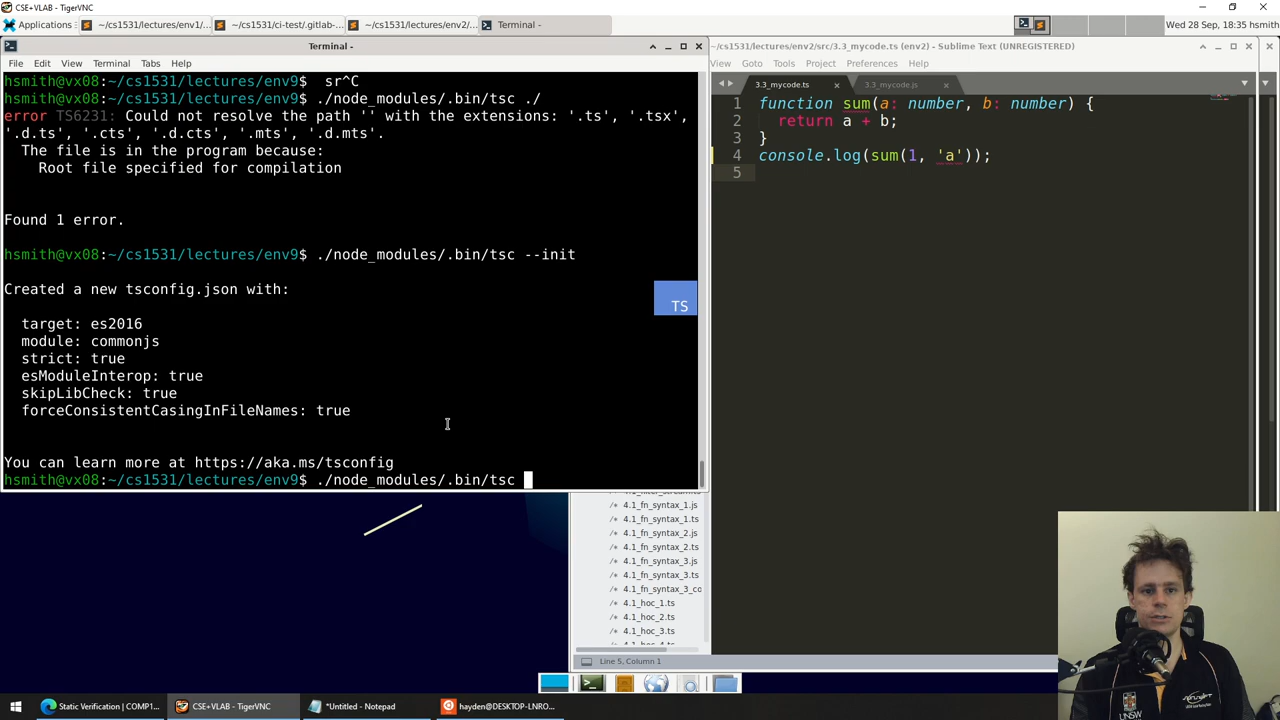 CSE+VLAB - TigerVNC
Applications
~/cs1531/lectures/env1/...
~/cs1531/ci-test/.gitlab-...
~/cs1531/lectures/env2/...
Terminal -
Wed 28 Sep, 18:35 hsmith
Terminal -
File Edit View Terminal Tabs Help
hsmith@vx08:~/cs1531/lectures/env9$  sr^C
hsmith@vx08:~/cs1531/lectures/env9$ ./node_modules/.bin/tsc ./
error TS6231: Could not resolve the path '' with the extensions: '.ts', '.tsx',
'.d.ts', '.cts', '.d.cts', '.mts', '.d.mts'.
The file is in the program because:
Root file specified for compilation
Found 1 error.
hsmith@vx08:~/cs1531/lectures/env9$ ./node_modules/.bin/tsc --init
Created a new tsconfig.json with:
TS
target: es2016
module: commonjs
strict: true
esModuleInterop: true
skipLibCheck: true
forceConsistentCasingInFileNames: true
You can learn more at https://aka.ms/tsconfig
hsmith@vx08:~/cs1531/lectures/env9$ ./node_modules/.bin/tsc
~/cs1531/lectures/env2/src/3.3_mycode.ts (env2) - Sublime Text (UNREGISTERED)
View Goto Tools Project Preferences Help
3.3_mycode.ts
3.3_mycode.js
1 function sum(a: number, b: number) {
2 return a + b;
3 }
4 console.log(sum(1, 'a'));
5
/* 4.1_fn_syntax_1.js
/* 4.1_fn_syntax_1.ts
/* 4.1_fn_syntax_2.js
/* 4.1_fn_syntax_2.ts
/* 4.1_fn_syntax_3.js
/* 4.1_fn_syntax_3.ts
/* 4.1_fn_syntax_3_co
/* 4.1_hoc_1.ts
/* 4.1_hoc_2.ts
/* 4.1_hoc_3.ts
Line 5, Column 1
UNSW
Static Verification | COMP1...
CSE+VLAB - TigerVNC
*Untitled - Notepad
hayden@DESKTOP-LNRO...